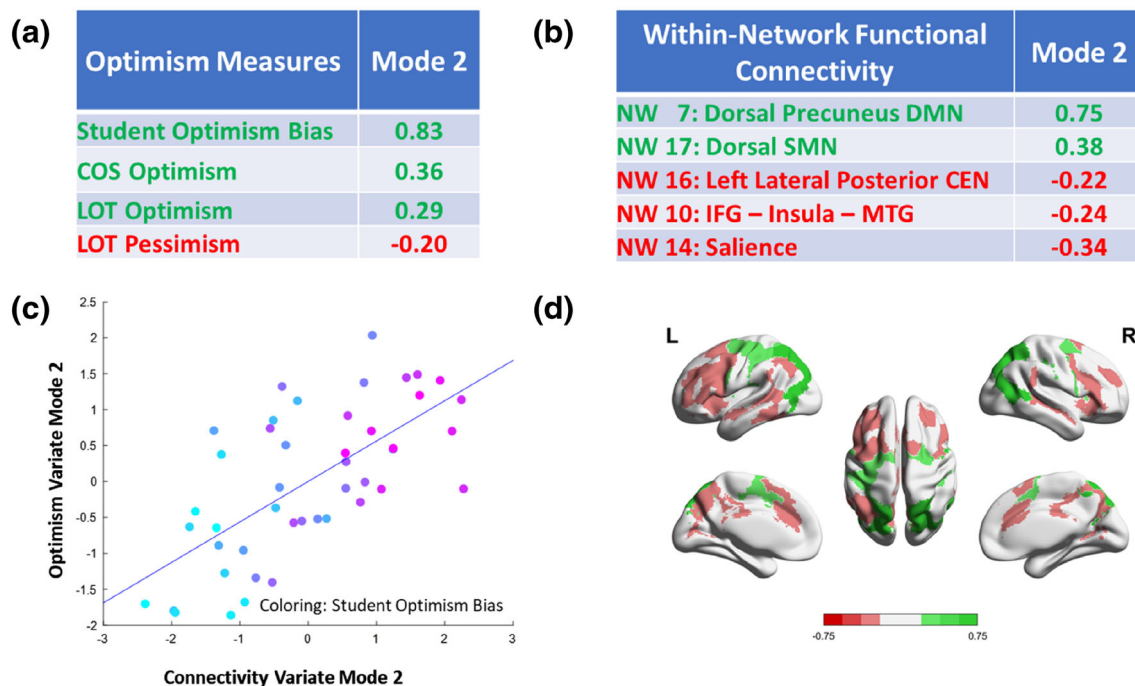 (a)
Optimism Measures Mode 2
Student Optimism Bias 0.83
COS Optimism 0.36
LOT Optimism 0.29
LOT Pessimism -0.20
(b)
Within-Network Functional
Connectivity Mode 2
NW 7: Dorsal Precuneus DMN 0.75
NW 17: Dorsal SMN 0.38
NW 16: Left Lateral Posterior CEN -0.22
NW 10: IFG – Insula – MTG -0.24
NW 14: Salience -0.34
(c)
Optimism Variate Mode 2
2.5
2
1.5
1
0.5
0
-0.5
-1
-1.5
-2
Coloring: Student Optimism Bias
-3 -2 -1 0 1 2 3
Connectivity Variate Mode 2
(d)
L R
-0.75 0.75